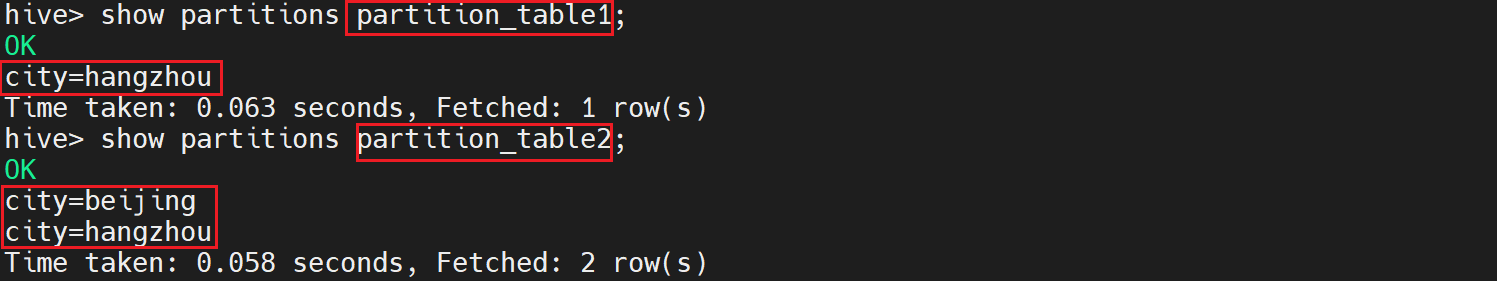 hive> show partitions partition_table1;
OK
city=hangzhou
Time taken: 0.063 seconds, Fetched: 1 row(s)
hive> show partitions partition_table2;
OK
city=beijing
city=hangzhou
Time taken: 0.058 seconds, Fetched: 2 row(s)